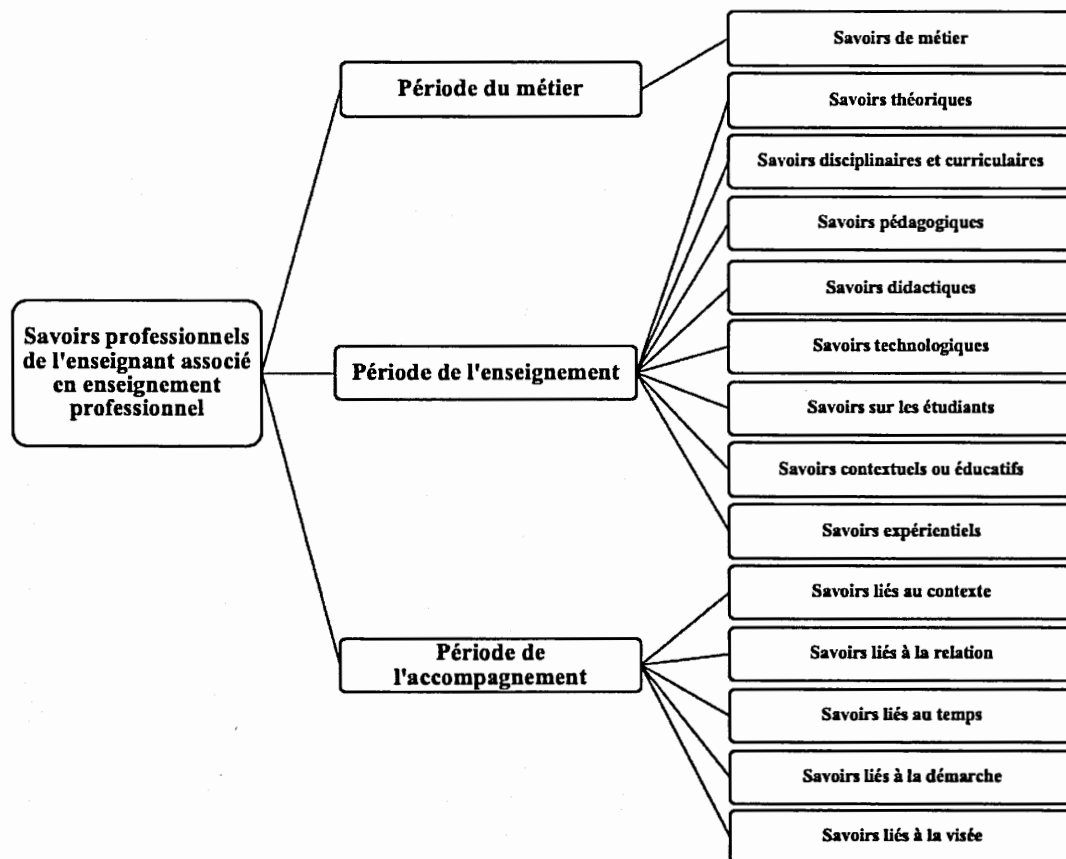 Savoirs professionnels
de l'enseignant associé
en enseignement
professionnel
Période du métier
Savoirs de métier
Période de l'enseignement
Savoirs théoriques
Savoirs disciplinaires et curriculaires
Savoirs pédagogiques
Savoirs didactiques
Savoirs technologiques
Savoirs sur les étudiants
Savoirs contextuels ou éducatifs
Savoirs expérientiels
Période de
l'accompagnement
Savoirs liés au contexte
Savoirs liés à la relation
Savoirs liés au temps
Savoirs liés à la démarche
Savoirs liés à la visée